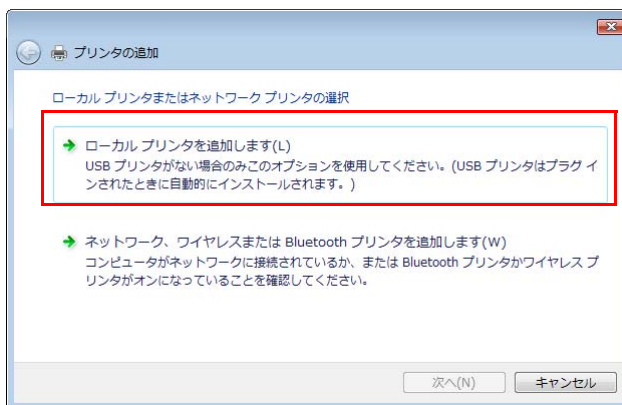 プリンタの追加
ローカル プリンタまたはネットワーク プリンタの選択
ローカル プリンタを追加します(L)
USB プリンタがない場合のみこのオプションを使用してください。(USB プリンタはプラグ イ
ンされたときに自動的にインストールされます。)
ネットワーク、ワイヤレスまたは Bluetooth プリンタを追加します(W)
コンピュータがネットワークに接続されているか、または Bluetooth プリンタかワイヤレス プ
リンタがオンになっていることを確認してください。
次へ(N)
キャンセル